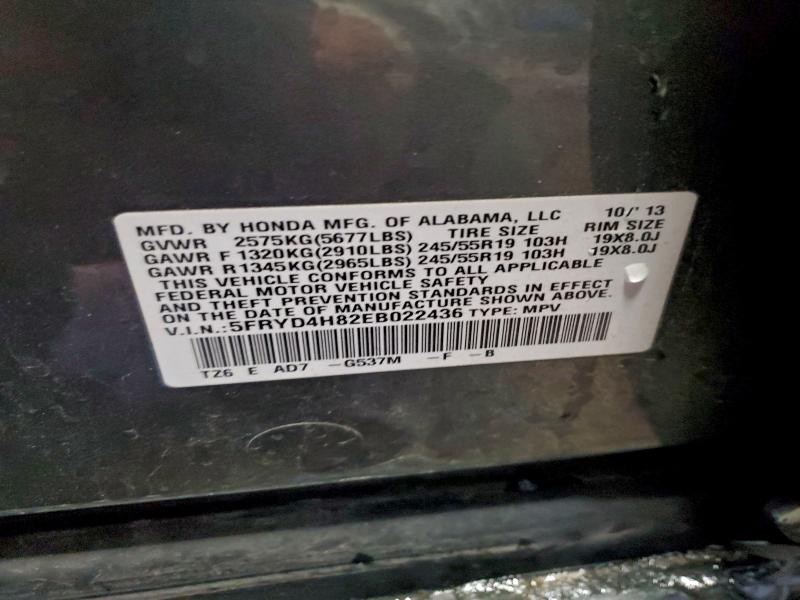 MFD. BY HONDA MFG. OF ALABAMA, LLC 10/'13
GVWR 2575KG(5677LBS) TIRE SIZE RIM SIZE
GAWR F 1320KG(2910LBS) 245/55R19 103H 19X8.0J
GAWR R 1345KG(2965LBS) 245/55R19 103H 19X8.0J
THIS VEHICLE CONFORMS TO ALL APPLICABLE
FEDERAL MOTOR VEHICLE SAFETY
AND THEFT PREVENTION STANDARDS IN EFFECT
ON THE DATE OF MANUFACTURE SHOWN ABOVE.
V.I.N.: 5FRYD4H82EB022436 TYPE: MPV
TZ6 E AD7 -G537M -F -B